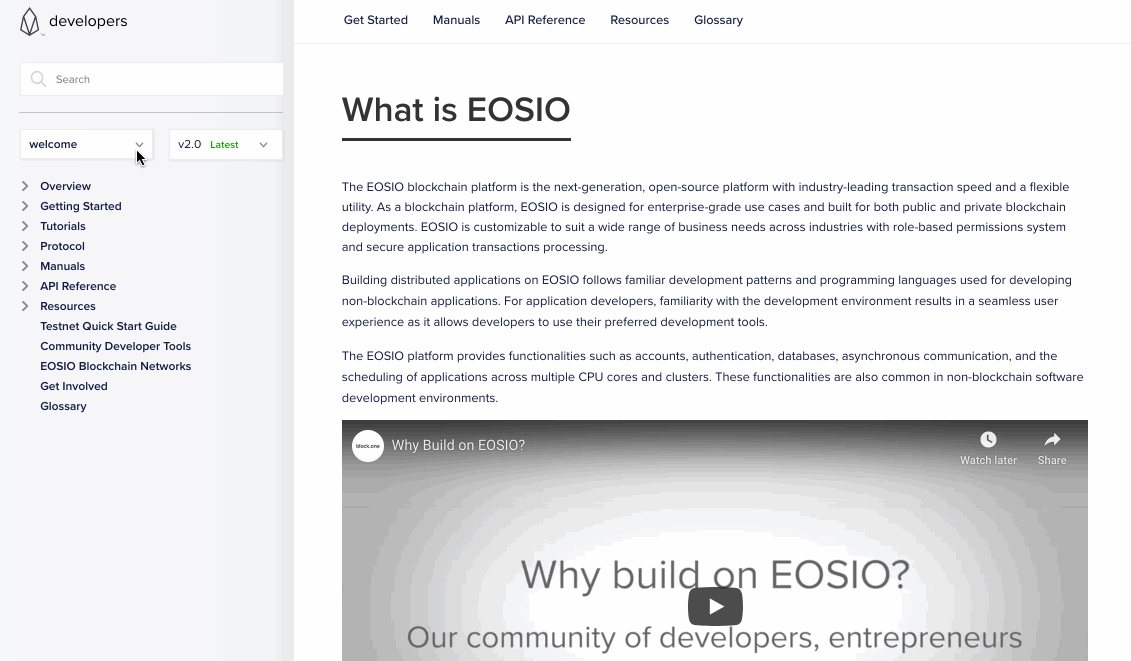 developers
Get Started Manuals API Reference Resources Glossary
Search
welcome
v2.0 Latest
Overview
Getting Started
Tutorials
Protocol
Manuals
API Reference
Resources
Testnet Quick Start Guide
Community Developer Tools
EOSIO Blockchain Networks
Get Involved
Glossary
What is EOSIO
The EOSIO blockchain platform is the next-generation, open-source platform with industry-leading transaction speed and a flexible
utility. As a blockchain platform, EOSIO is designed for enterprise-grade use cases and built for both public and private blockchain
deployments. EOSIO is customizable to suit a wide range of business needs across industries with role-based permissions system
and secure application transactions processing.
Building distributed applications on EOSIO follows familiar development patterns and programming languages used for developing
non-blockchain applications. For application developers, familiarity with the development environment results in a seamless user
experience as it allows developers to use their preferred development tools.
The EOSIO platform provides functionalities such as accounts, authentication, databases, asynchronous communication, and the
scheduling of applications across multiple CPU cores and clusters. These functionalities are also common in non-blockchain software
development environments.
block.one
Why Build on EOSIO?
Watch later
Share
Why build on EOSIO?
Our community of developers, entrepreneurs